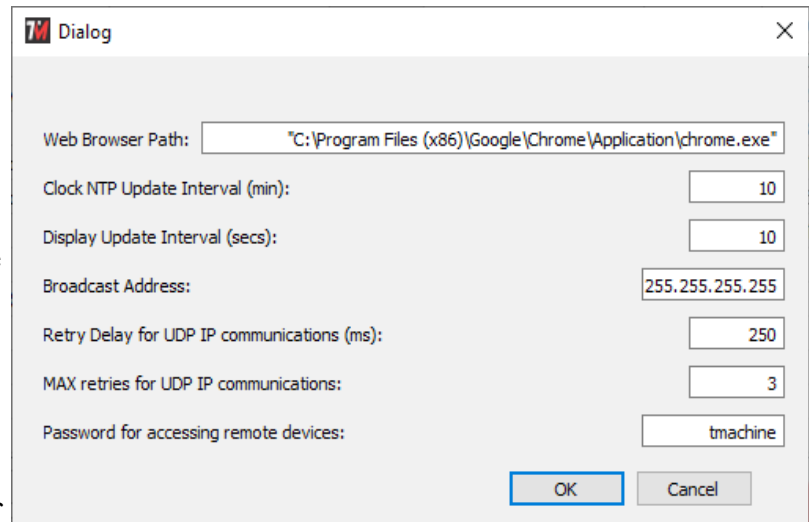 Dialog
Web Browser Path: "C:\Program Files (x86)\Google\Chrome\Application\chrome.exe"
Clock NTP Update Interval (min): 10
Display Update Interval (secs): 10
Broadcast Address: 255.255.255.255
Retry Delay for UDP IP communications (ms): 250
MAX retries for UDP IP communications: 3
Password for accessing remote devices: tmachine
OK Cancel